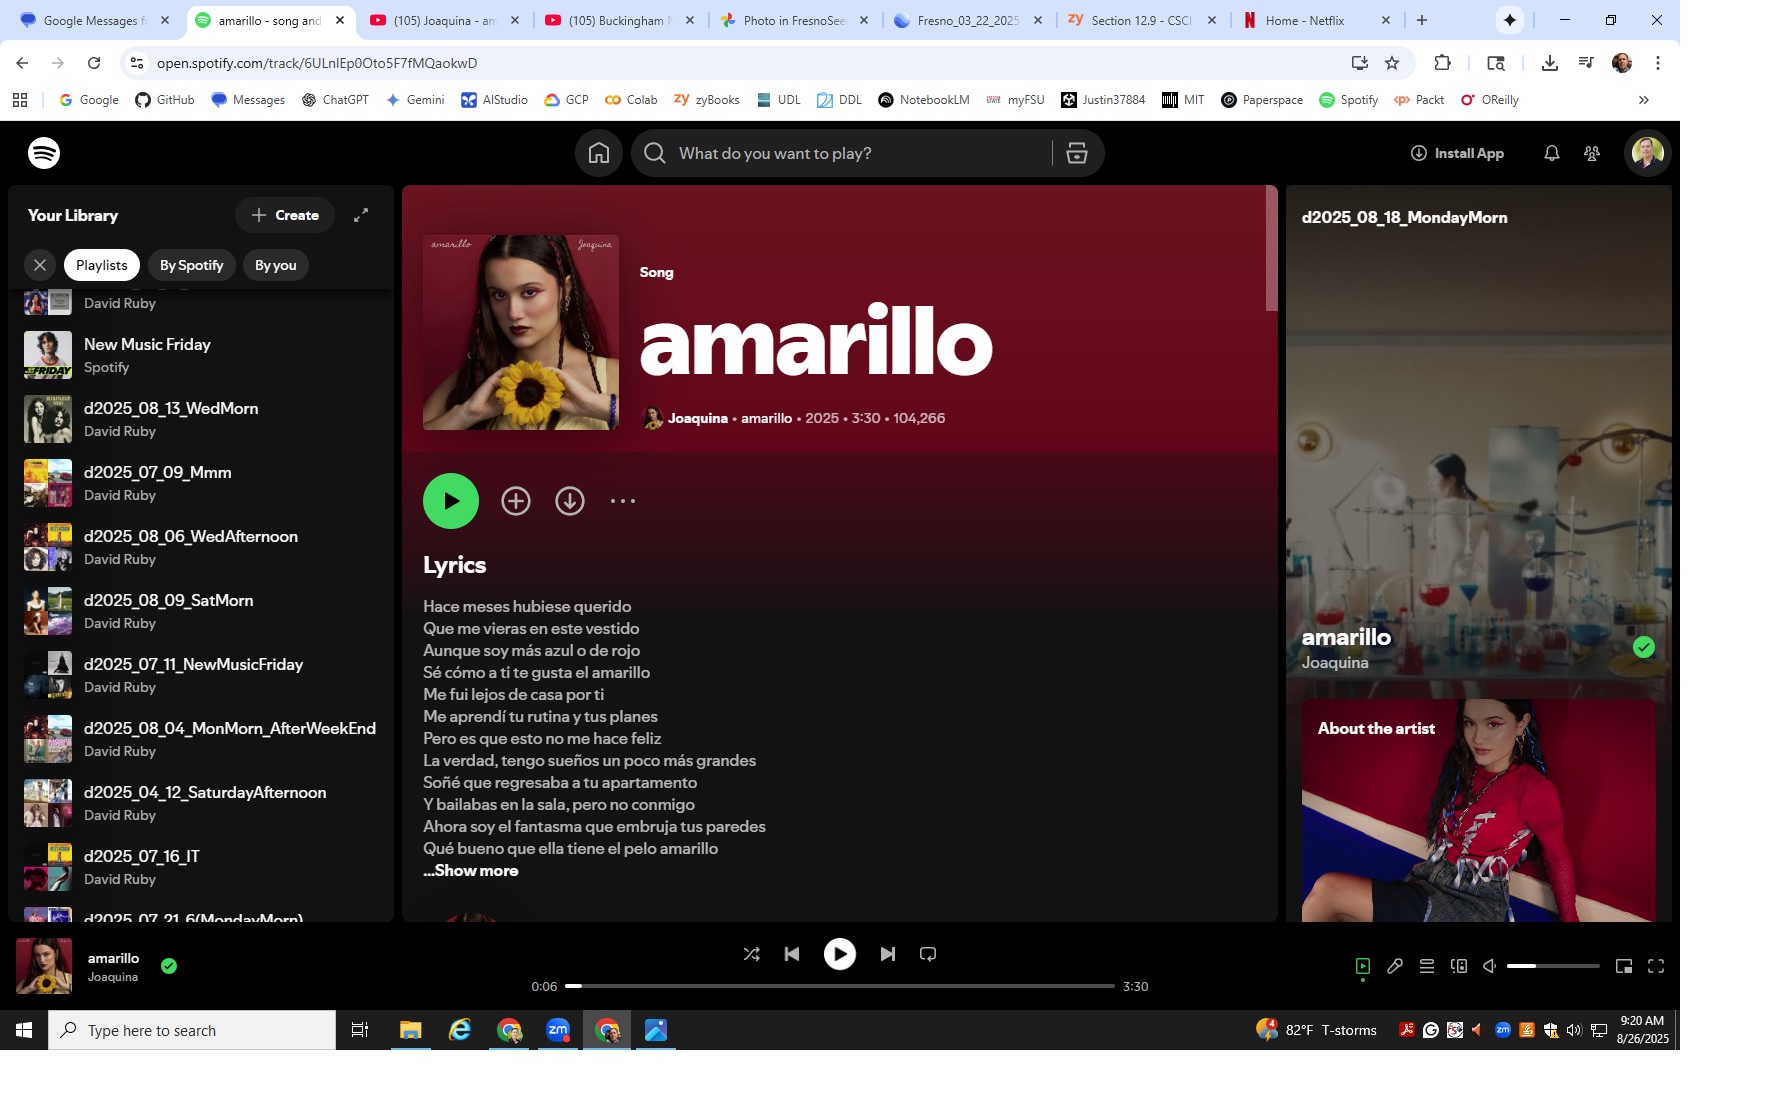 Google Messages fo
amarillo - song and
(105) Joaquina - am
(105) Buckingham N
Photo in FresnoSee
Fresno_03_22_2025
zy Section 12.9 - CSCI
Home - Netflix
open.spotify.com/track/6ULnlEp0Oto5F7fMQaokwD
Google
GitHub
Messages
ChatGPT
Gemini
AIStudio
GCP
Colab
zy zyBooks
UDL
DDL
NotebookLM
myFSU
Justin37884
MIT
Paperspace
Spotify
Packt
OReilly
What do you want to play?
Install App
Your Library
Create
Playlists
By Spotify
By you
David Ruby
New Music Friday
Spotify
d2025_08_13_WedMorn
David Ruby
d2025_07_09_Mmm
David Ruby
d2025_08_06_WedAfternoon
David Ruby
d2025_08_09_SatMorn
David Ruby
d2025_07_11_NewMusicFriday
David Ruby
d2025_08_04_MonMorn_AfterWeekEnd
David Ruby
d2025_04_12_SaturdayAfternoon
David Ruby
d2025_07_16_IT
David Ruby
d2025_07_21_6(MondayMorn)
amarillo Joaquina
Song
amarillo
Joaquina • amarillo • 2025 • 3:30 • 104,266
Lyrics
Hace meses hubiese querido
Que me vieras en este vestido
Aunque soy más azul o de rojo
Sé cómo a ti te gusta el amarillo
Me fui lejos de casa por ti
Me aprendí tu rutina y tus planes
Pero es que esto no me hace feliz
La verdad, tengo sueños un poco más grandes
Soñé que regresaba a tu apartamento
Y bailabas en la sala, pero no conmigo
Ahora soy el fantasma que embruja tus paredes
Qué bueno que ella tiene el pelo amarillo
...Show more
d2025_08_18_MondayMorn
amarillo
Joaquina
About the artist
amarillo
Joaquina
0:06
3:30
Type here to search
zm
4
82°F T-storms
zm
9:20 AM
8/26/2025